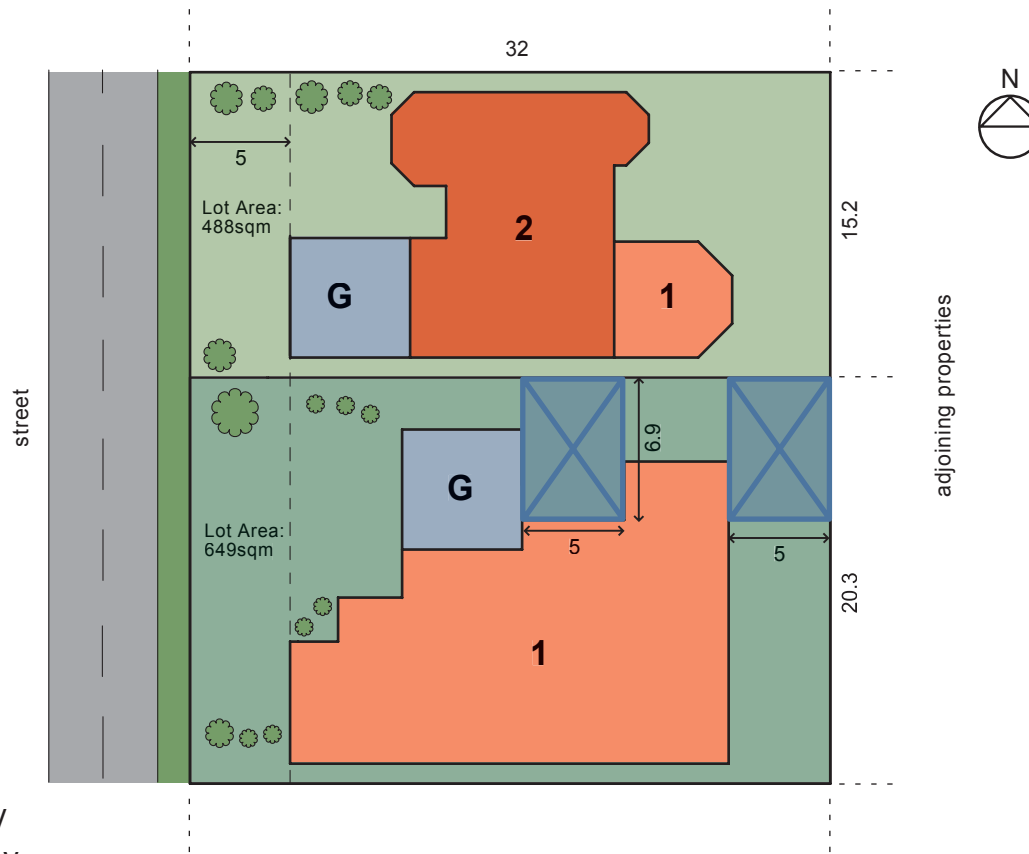 32
N
5
Lot Area:
488sqm
2
15.2
G
1
street
adjoining properties
6.9
G
Lot Area:
649sqm
5
5
20.3
1